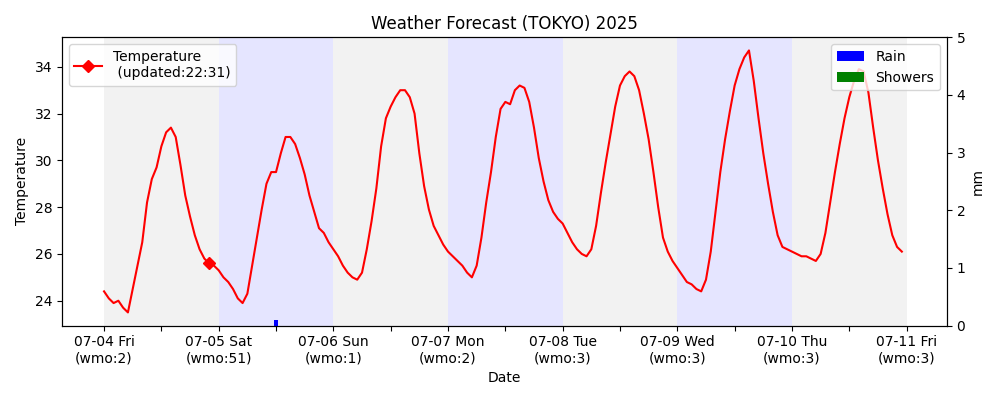 Weather Forecast (TOKYO) 2025
Temperature
(updated:22:31)
Rain
Showers
Temperature
34
32
30
28
26
24
5
4
3
2
1
0
mm
07-04 Fri
(wmo:2)
07-05 Sat
(wmo:51)
07-06 Sun
(wmo:1)
07-07 Mon
(wmo:2)
07-08 Tue
(wmo:3)
07-09 Wed
(wmo:3)
07-10 Thu
(wmo:3)
07-11 Fri
(wmo:3)
Date